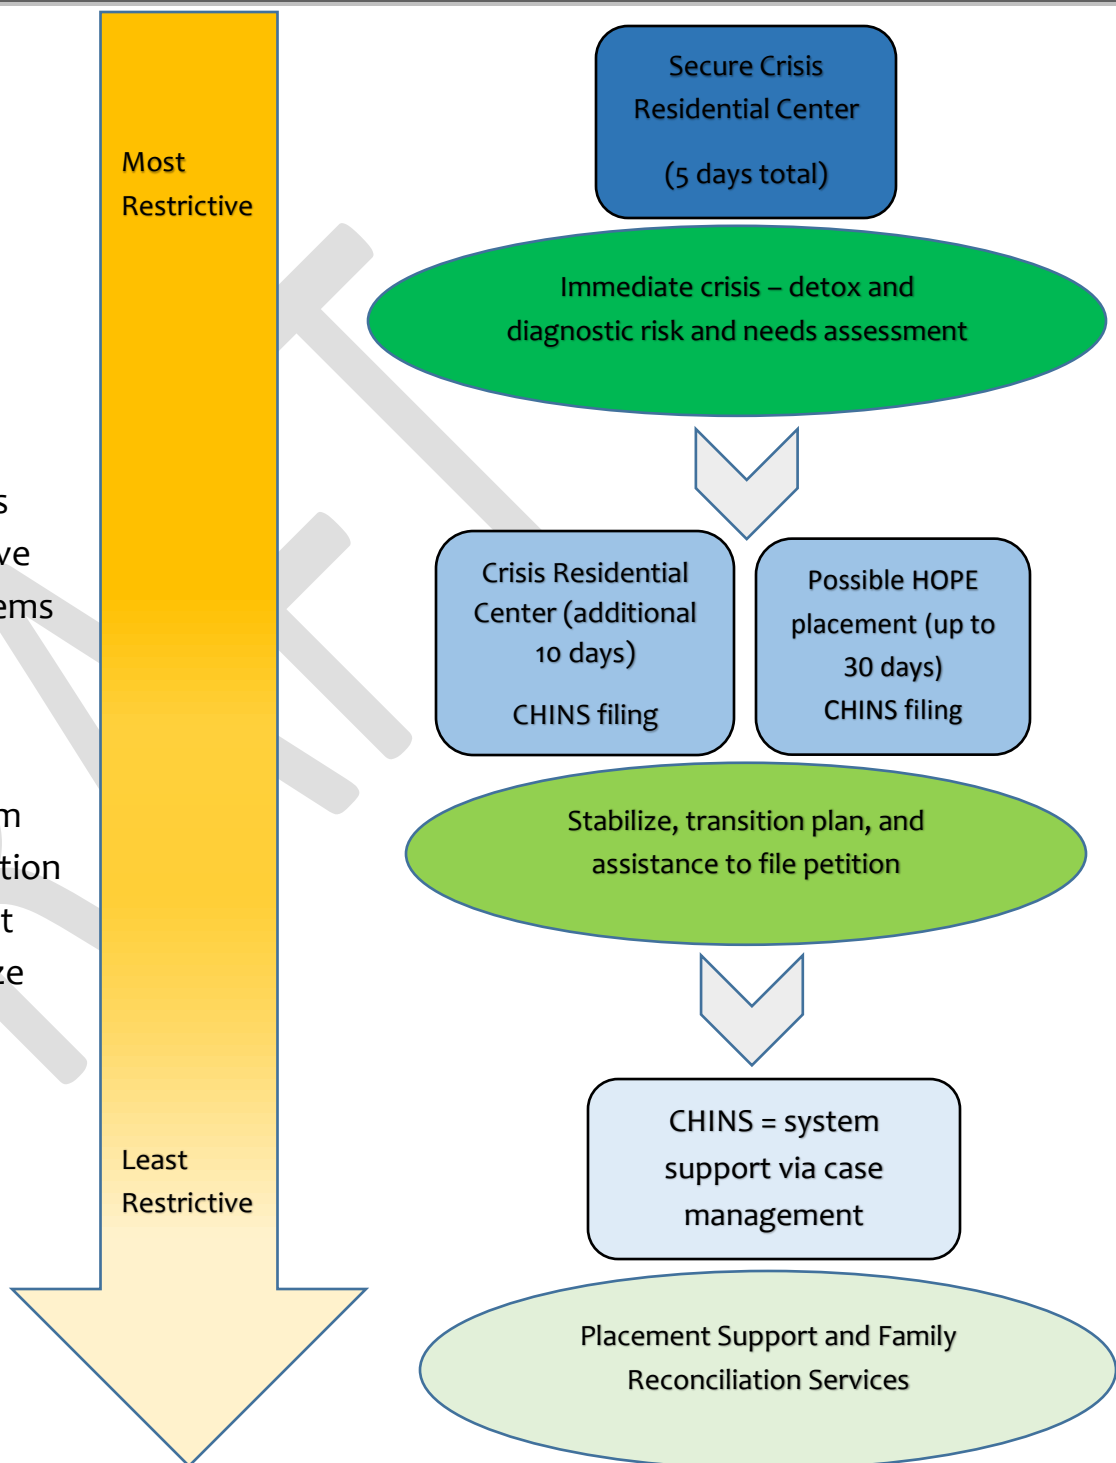 Most
Restrictive
Secure Crisis
Residential Center
(5 days total)
Immediate crisis – detox and
diagnostic risk and needs assessment
Crisis Residential
Center (additional
10 days)
CHINS filing
Possible HOPE
placement (up to
30 days)
CHINS filing
Stabilize, transition plan, and
assistance to file petition
Least
Restrictive
CHINS = system
support via case
management
Placement Support and Family
Reconciliation Services